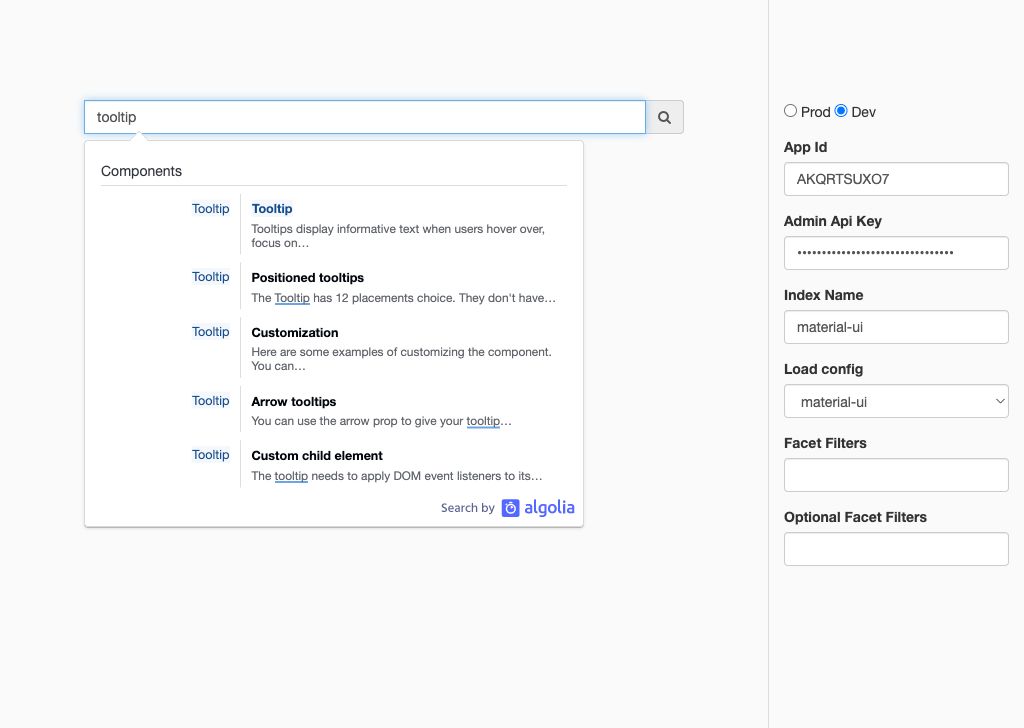 tooltip
Components
Tooltip
Tooltip
Tooltips display informative text when users hover over,
focus on…
Tooltip
Positioned tooltips
The Tooltip has 12 placements choice. They don't have…
Tooltip
Customization
Here are some examples of customizing the component.
You can…
Tooltip
Arrow tooltips
You can use the arrow prop to give your tooltip…
Tooltip
Custom child element
The tooltip needs to apply DOM event listeners to its…
Search by algolia
Prod Dev
App Id
AKQRTSUXO7
Admin Api Key
••••••••••••••••••••••••••••••••
Index Name
material-ui
Load config
material-ui
Facet Filters
Optional Facet Filters